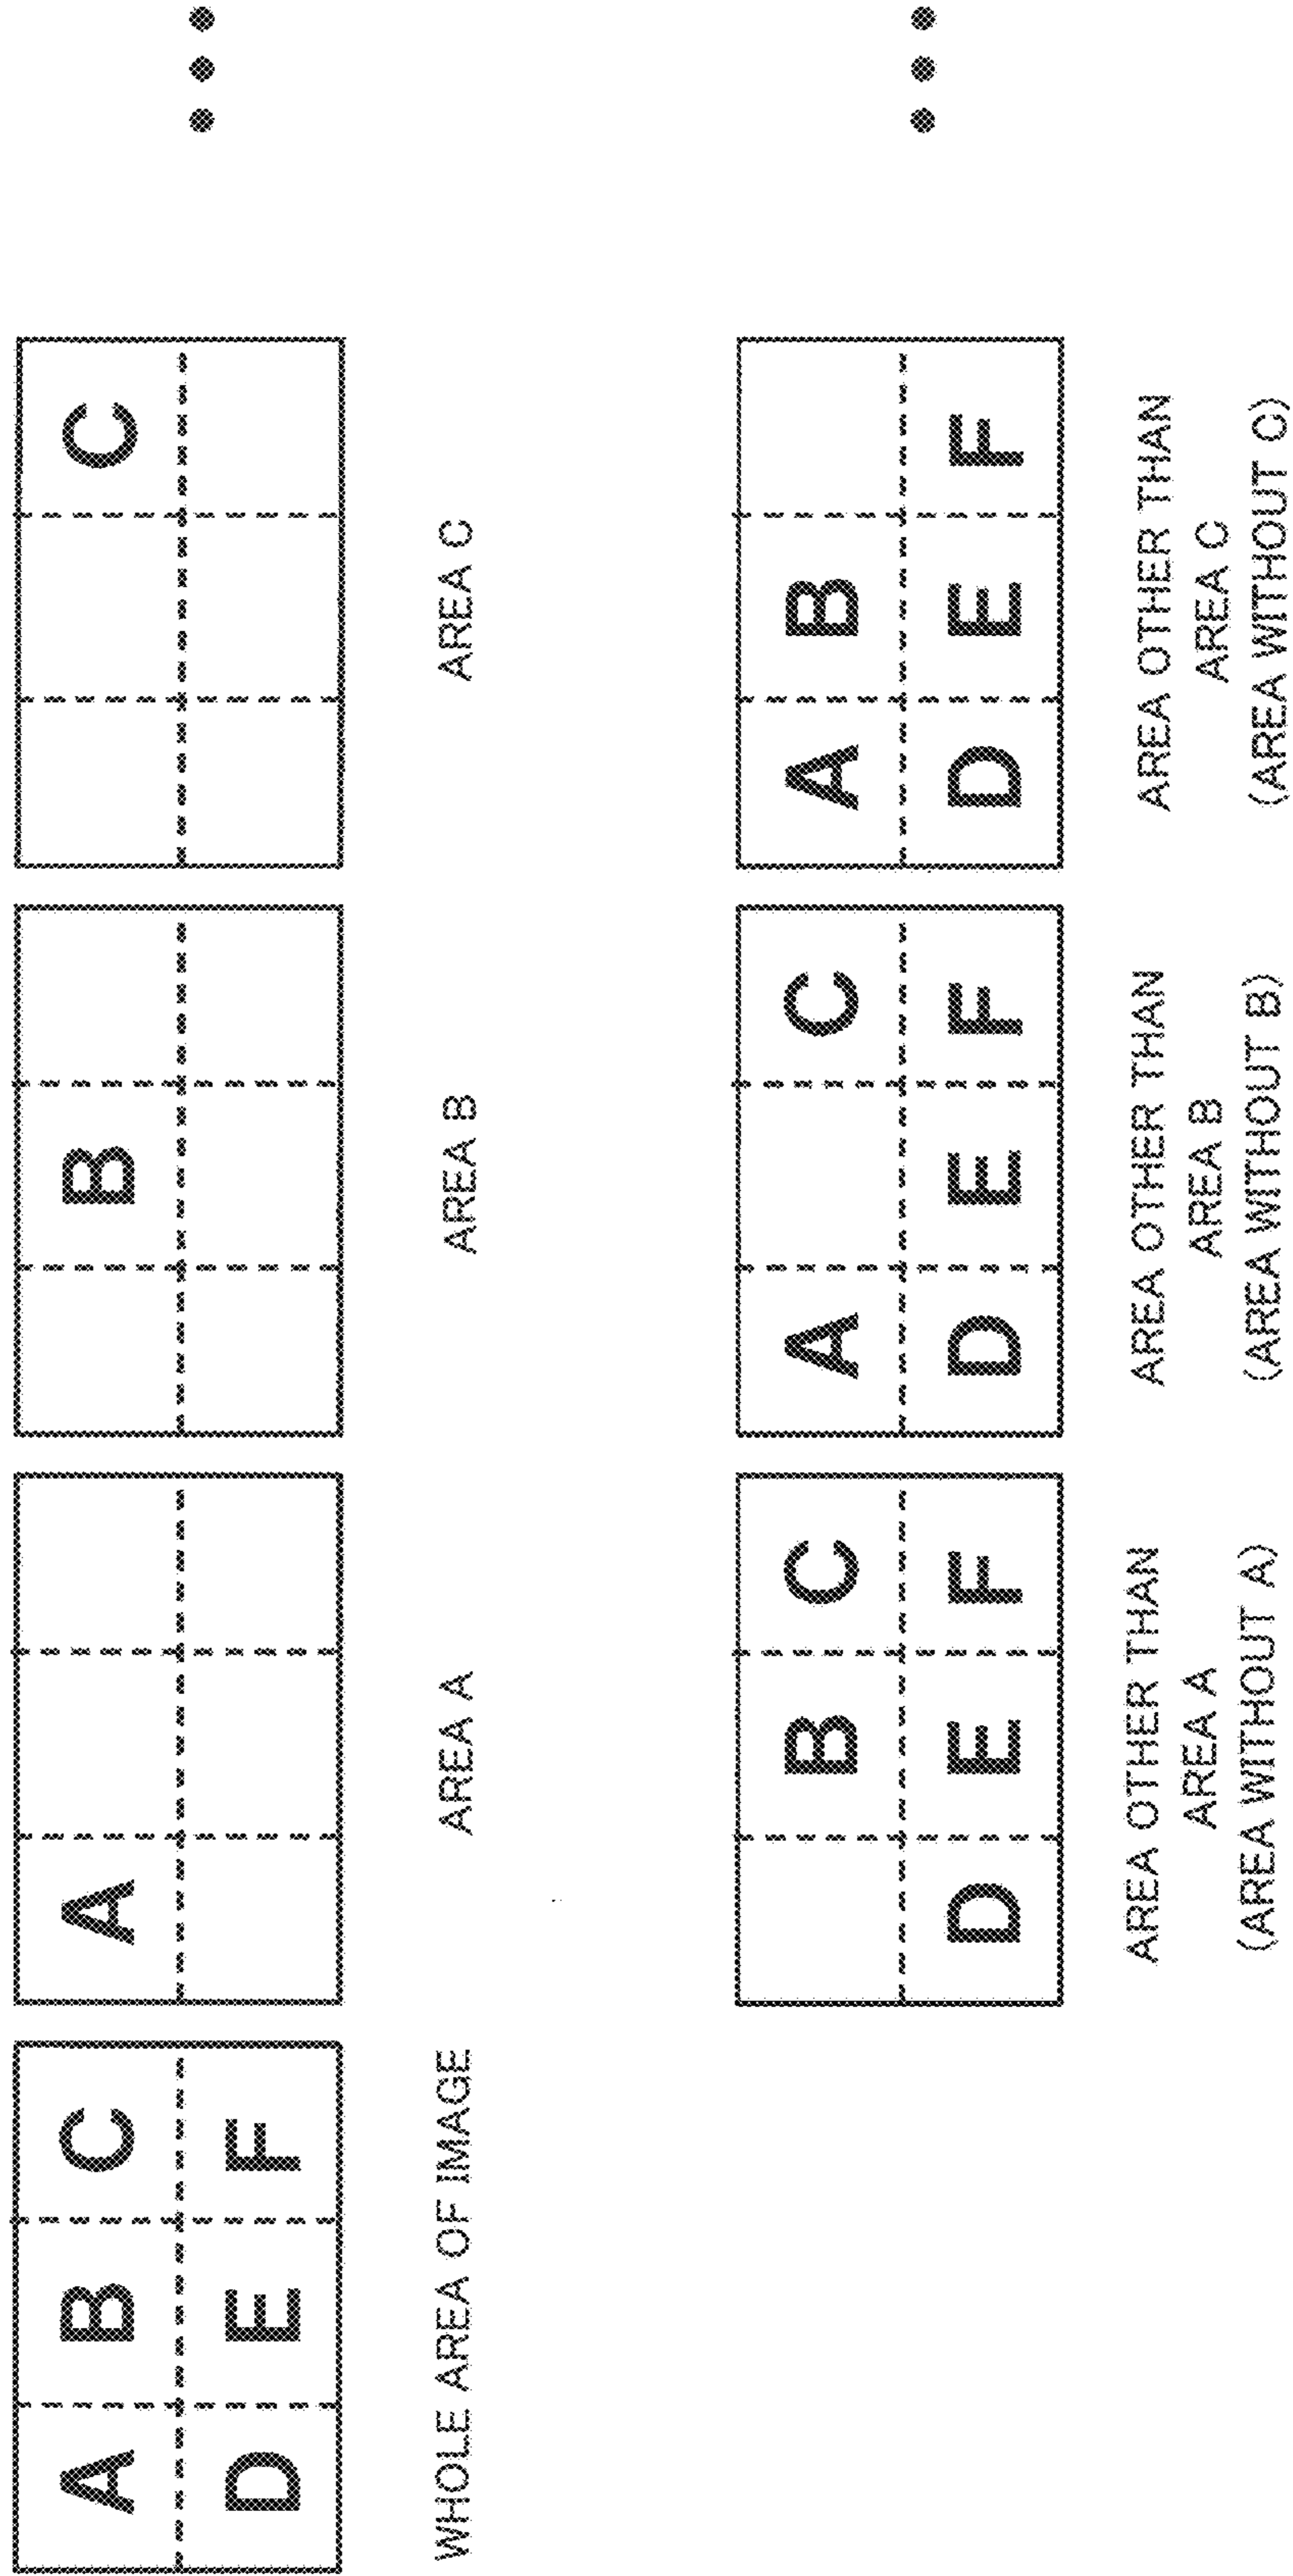 A B C
D E F
WHOLE AREA OF IMAGE
A
AREA A
B
AREA B
C
AREA C
B C
D E F
AREA OTHER THAN
AREA A
(AREA WITHOUT A)
A C
D E F
AREA OTHER THAN
AREA B
(AREA WITHOUT B)
A B
D E F
AREA OTHER THAN
AREA C
(AREA WITHOUT C)